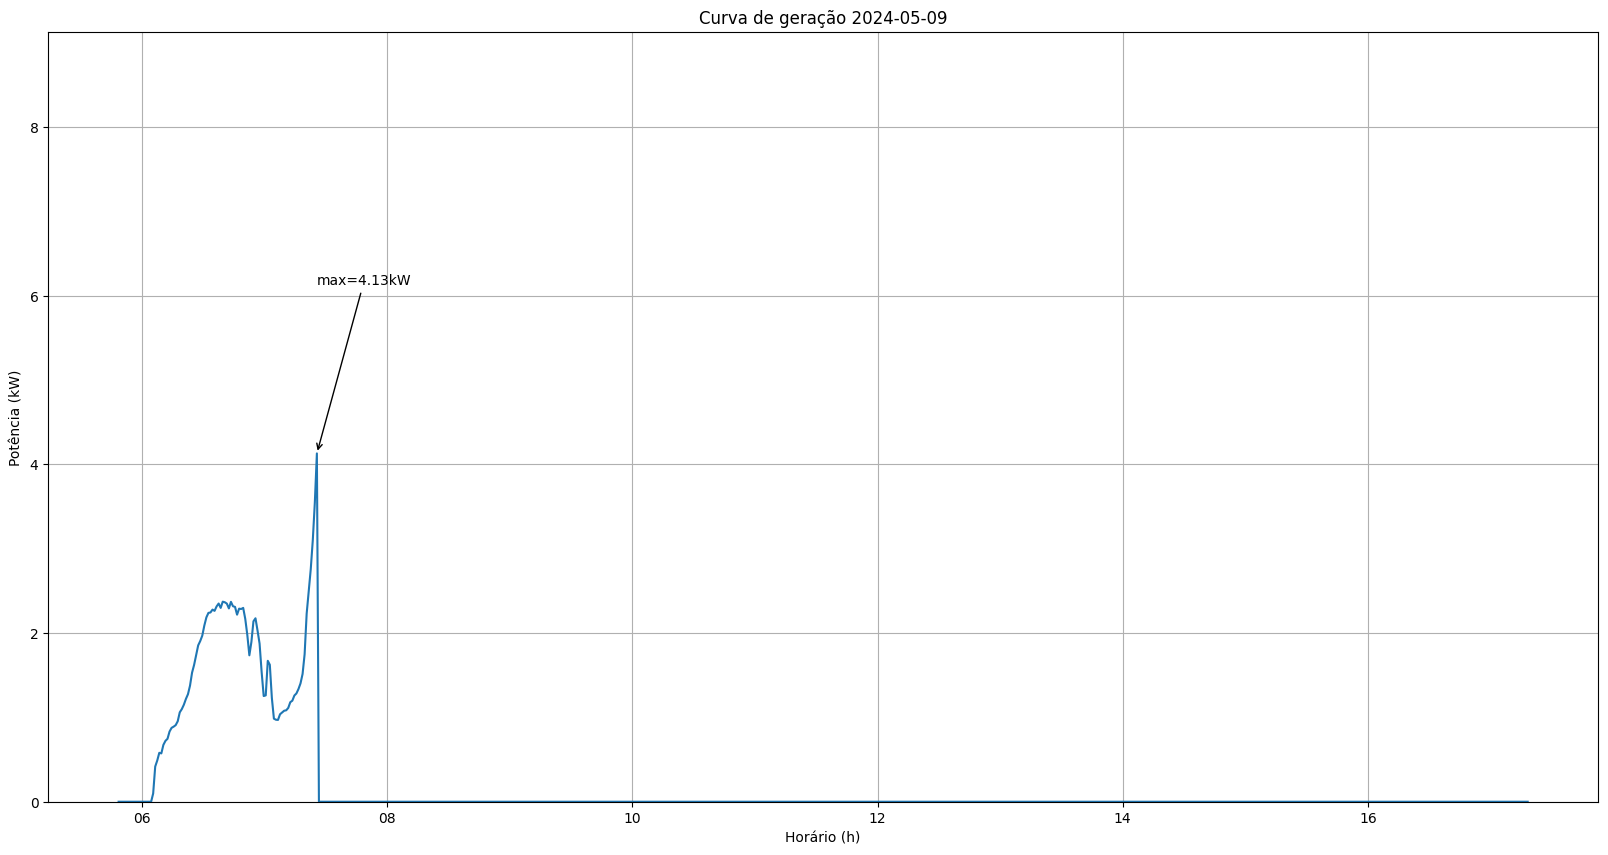 Curva de geração 2024-05-09
8
max=4.13kW
6
Potência (kW)
4
2
0
06 08 10 12 14 16
Horário (h)